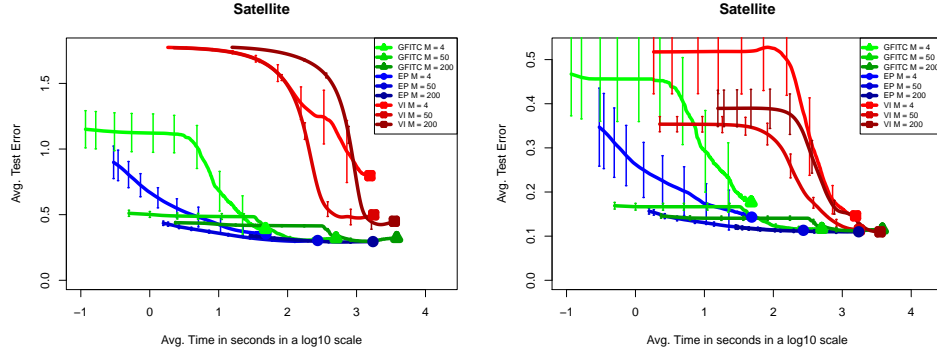 Satellite
Avg. Test Error
0.0 0.5 1.0 1.5
GFITC M = 4
GFITC M = 50
GFITC M = 200
EP M = 4
EP M = 50
EP M = 200
VI M = 4
VI M = 50
VI M = 200
−1 0 1 2 3 4
Avg. Time in seconds in a log10 scale
Satellite
Avg. Test Error
0.0 0.1 0.2 0.3 0.4 0.5
GFITC M = 4
GFITC M = 50
GFITC M = 200
EP M = 4
EP M = 50
EP M = 200
VI M = 4
VI M = 50
VI M = 200
−1 0 1 2 3 4
Avg. Time in seconds in a log10 scale